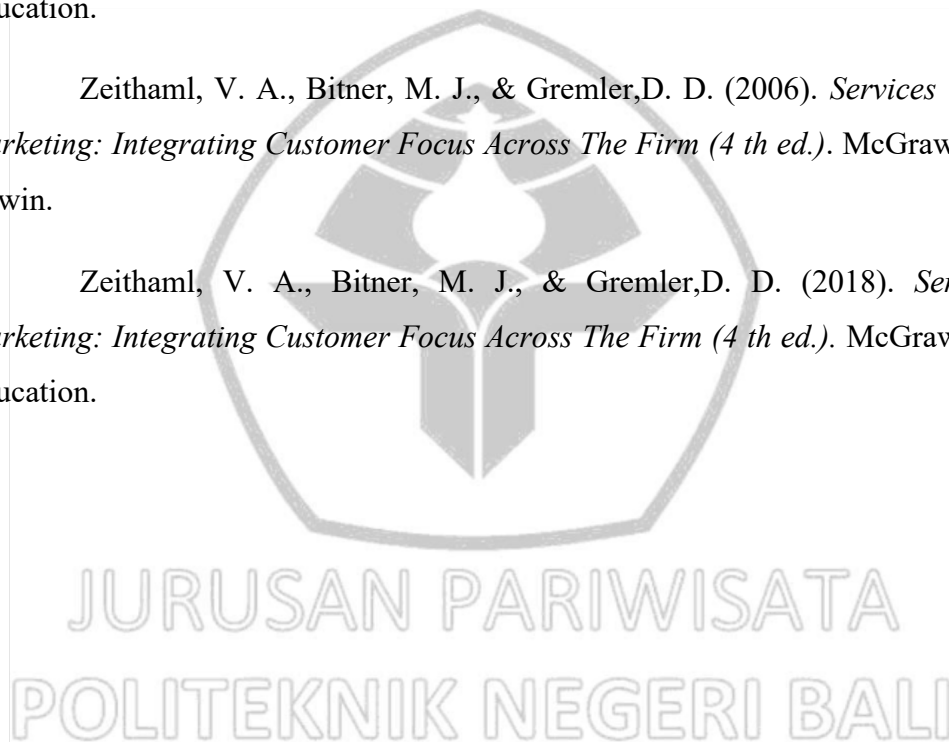 ucation.
Zeithaml, V. A., Bitner, M. J., & Gremler,D. D. (2006). Services
arketing: Integrating Customer Focus Across The Firm (4 th ed.). McGraw
win.
Zeithaml, V. A., Bitner, M. J., & Gremler,D. D. (2018). Ser
arketing: Integrating Customer Focus Across The Firm (4 th ed.). McGraw
ucation.
JURUSAN PARIWISATA
POLITEKNIK NEGERI BALI